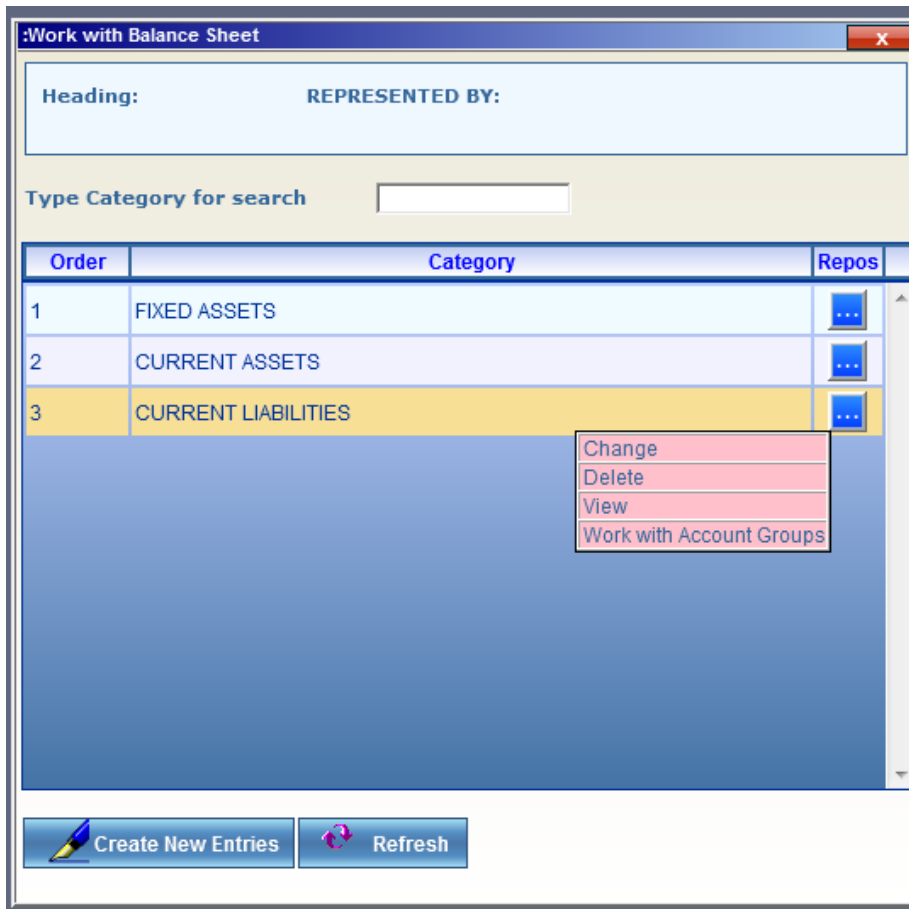 :Work with Balance Sheet x
Heading: REPRESENTED BY:
Type Category for search
Order Category Repos
1 FIXED ASSETS ...
2 CURRENT ASSETS ...
3 CURRENT LIABILITIES ...
Change
Delete
View
Work with Account Groups
Create New Entries Refresh